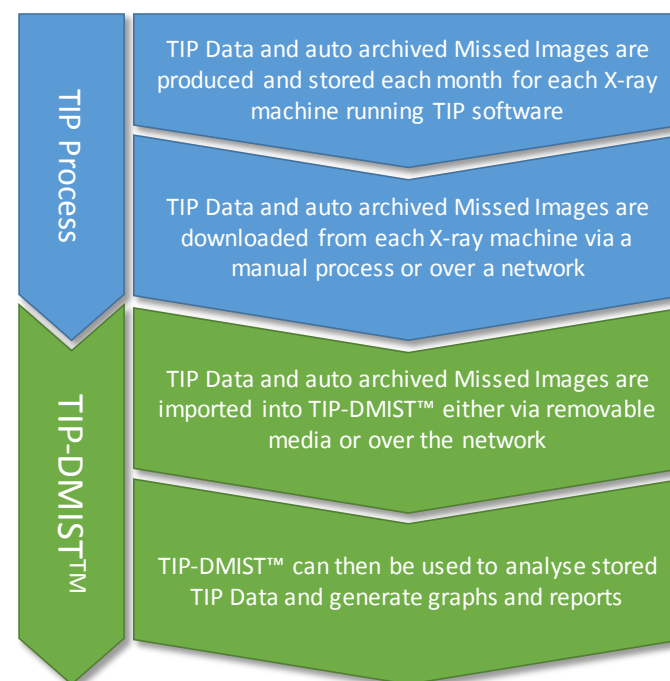 TIP Process
TIP Data and auto archived Missed Images are
produced and stored each month for each X-ray
machine running TIP software
TIP Data and auto archived Missed Images are
downloaded from each X-ray machine via a
manual process or over a network
TIP-DMIST™
TIP Data and auto archived Missed Images are
imported into TIP-DMIST™ either via removable
media or over the network
TIP-DMIST™ can then be used to analyse stored
TIP Data and generate graphs and reports